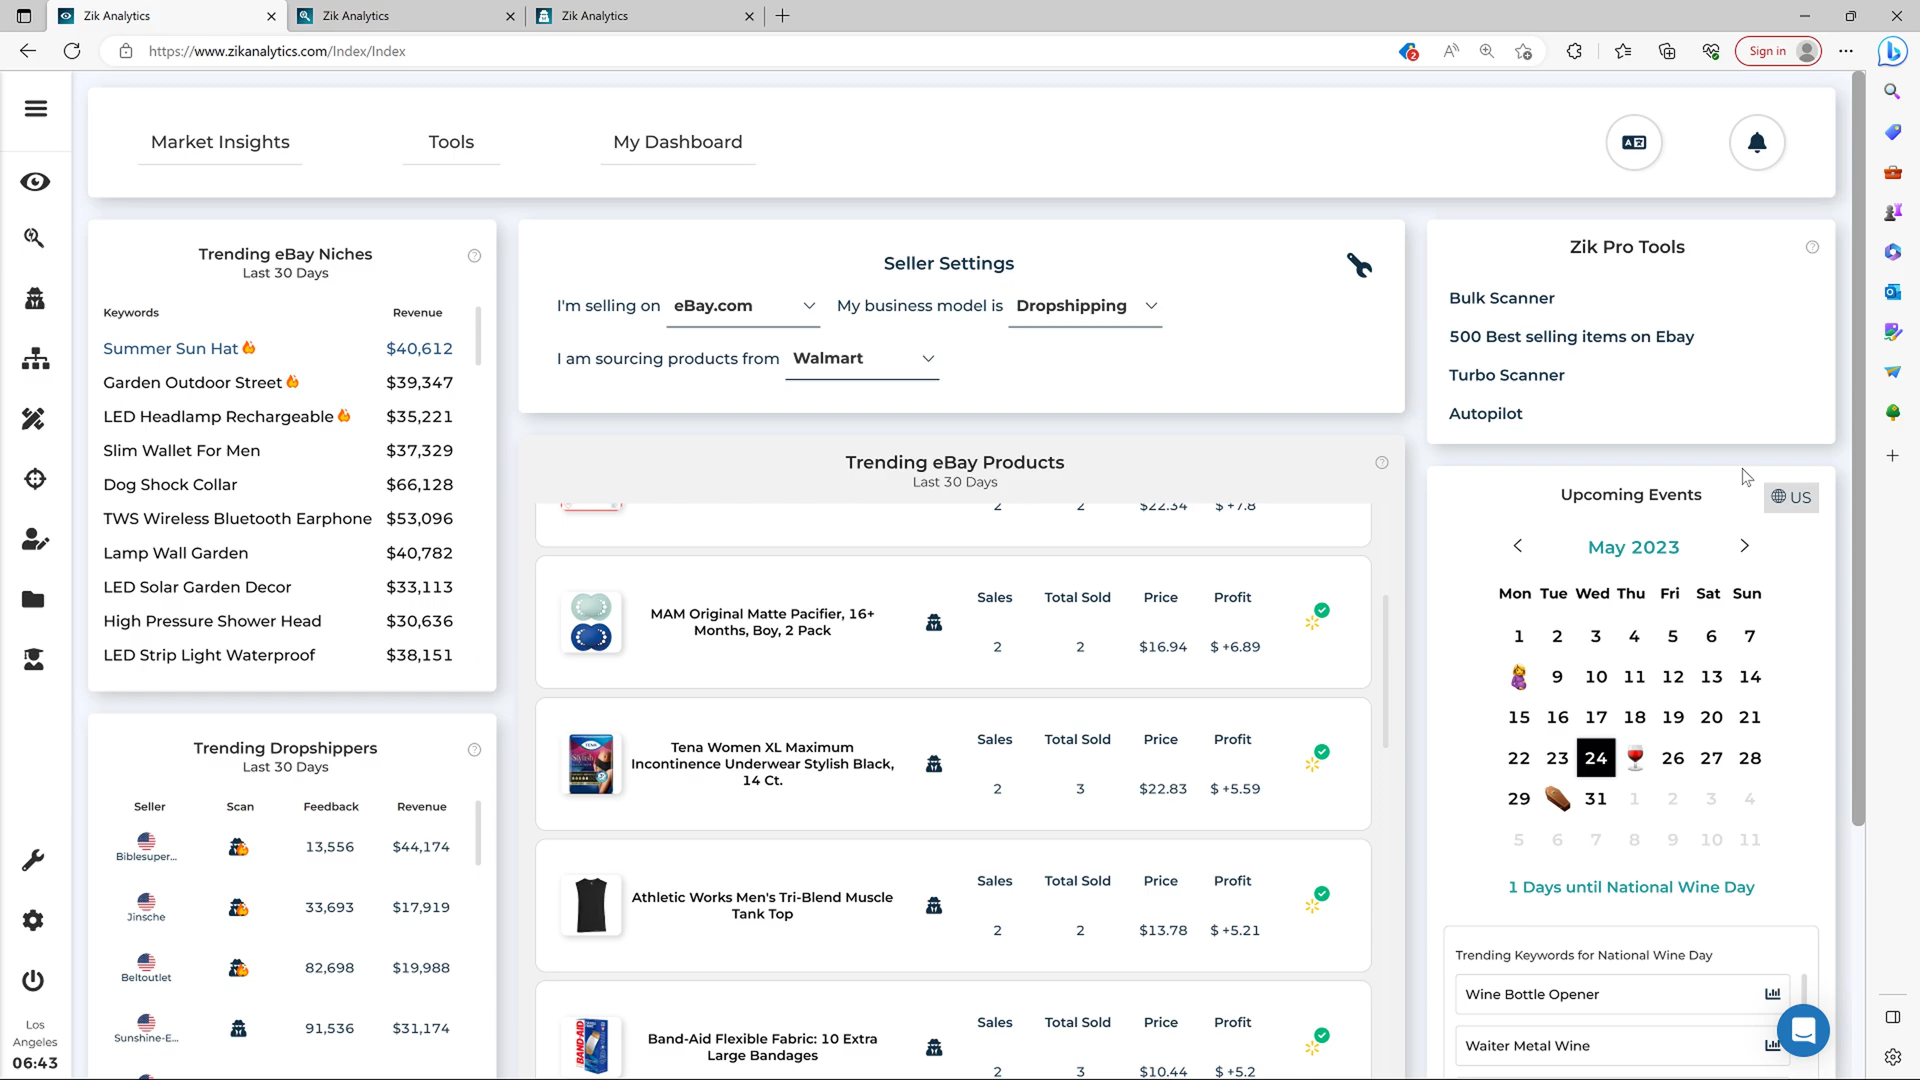 Zik Analytics
Zik Analytics
Zik Analytics
https://www.zikanalytics.com/Index/Index
2
Sign in
Market Insights
Tools
My Dashboard
Trending eBay Niches
Last 30 Days
Keywords Revenue
Summer Sun Hat $40,612
Garden Outdoor Street $39,347
LED Headlamp Rechargeable $35,221
Slim Wallet For Men $37,329
Dog Shock Collar $66,128
TWS Wireless Bluetooth Earphone $53,096
Lamp Wall Garden $40,782
LED Solar Garden Decor $33,113
High Pressure Shower Head $30,636
LED Strip Light Waterproof $38,151
Trending Dropshippers
Last 30 Days
Seller Scan Feedback Revenue
Biblesuper... 13,556 $44,174
Jinsche 33,693 $17,919
Beltoutlet 82,698 $19,988
Sunshine-E... 91,536 $31,174
Los
Angeles
06:43
Seller Settings
I'm selling on eBay.com My business model is Dropshipping
I am sourcing products from Walmart
Trending eBay Products
Last 30 Days
2 2 $22.34 $ +7.8
Sales Total Sold Price Profit
MAM Original Matte Pacifier, 16+
Months, Boy, 2 Pack
2 2 $16.94 $ +6.89
Sales Total Sold Price Profit
Tena Women XL Maximum
Incontinence Underwear Stylish Black,
14 Ct.
2 3 $22.83 $ +5.59
Sales Total Sold Price Profit
Athletic Works Men's Tri-Blend Muscle
Tank Top
2 2 $13.78 $ +5.21
Sales Total Sold Price Profit
Band-Aid Flexible Fabric: 10 Extra
Large Bandages
2 3 $10.44 $ +5.2
Zik Pro Tools
Bulk Scanner
500 Best selling items on Ebay
Turbo Scanner
Autopilot
Upcoming Events
US
May 2023
Mon Tue Wed Thu Fri Sat Sun
1 2 3 4 5 6 7
9 10 11 12 13 14
15 16 17 18 19 20 21
22 23 24 26 27 28
29 31 1 2 3 4
5 6 7 8 9 10 11
1 Days until National Wine Day
Trending Keywords for National Wine Day
Wine Bottle Opener
Waiter Metal Wine